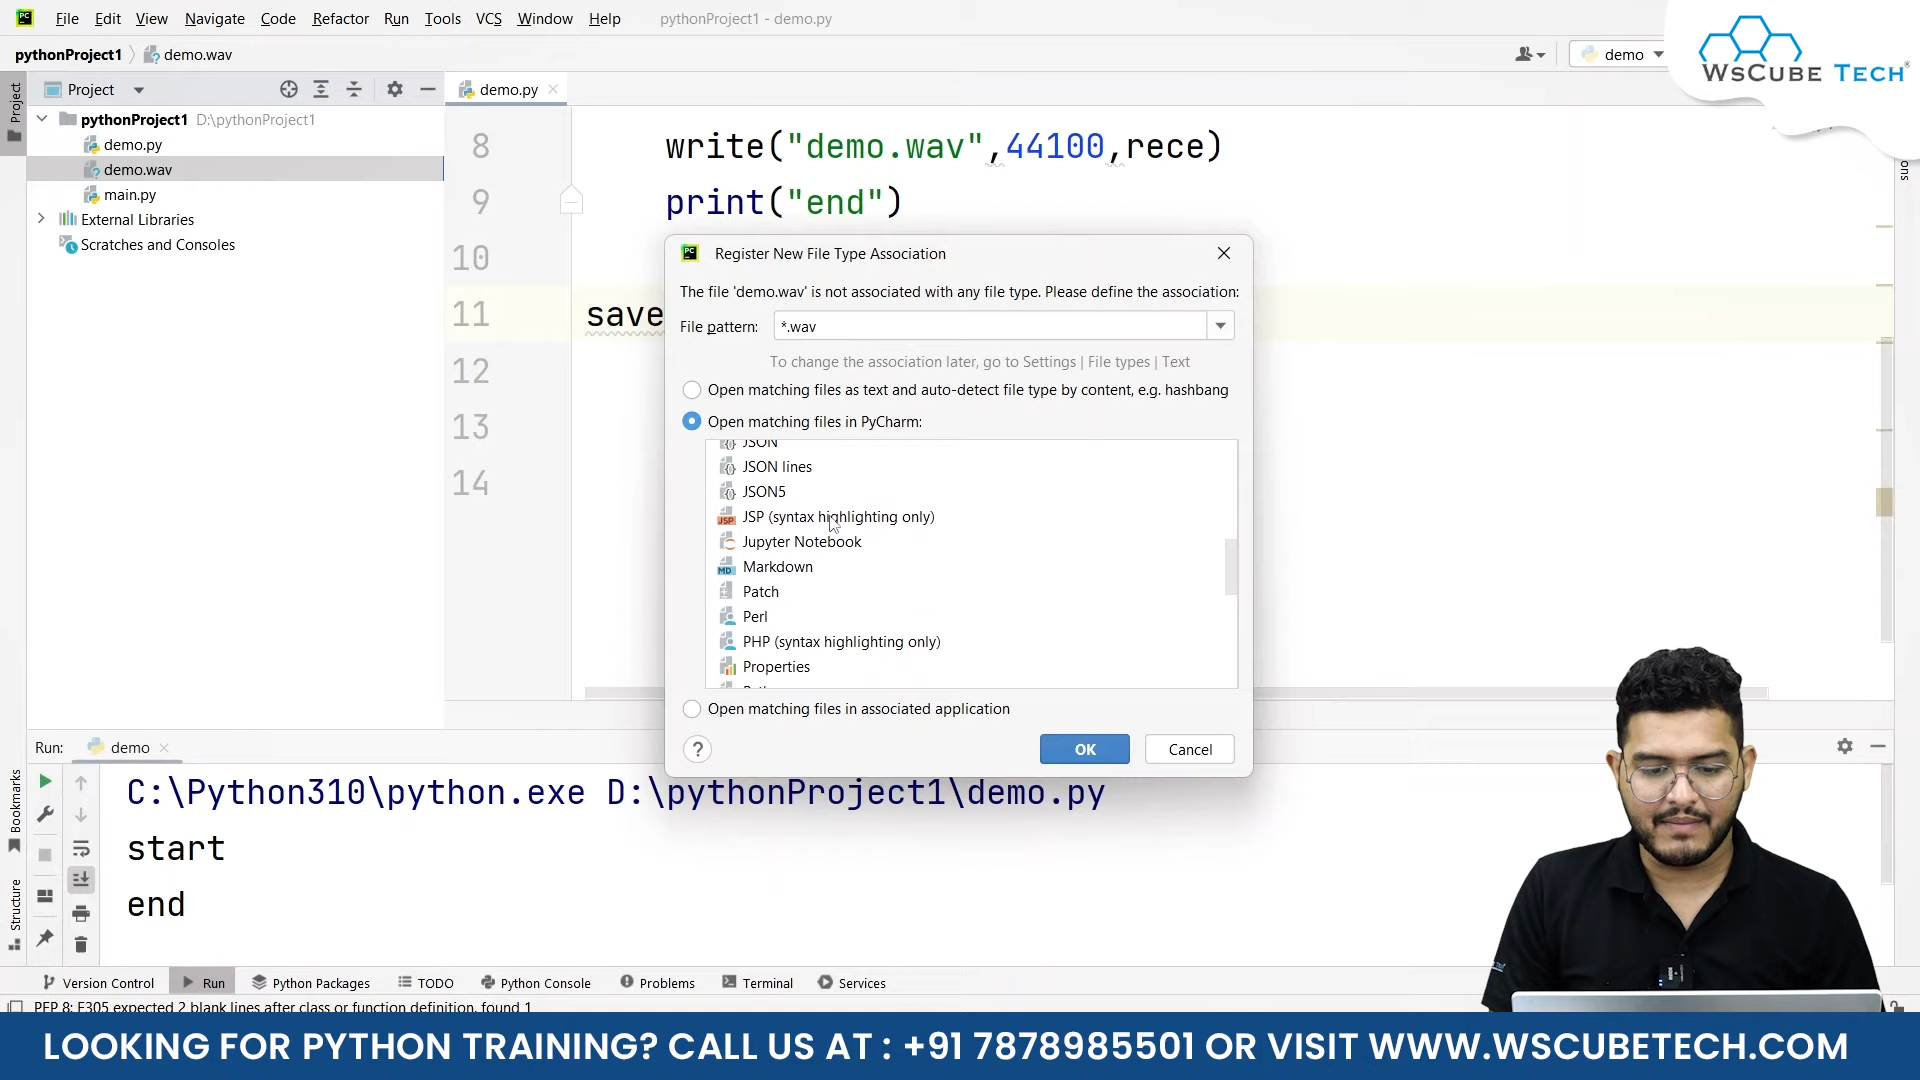 File Edit View Navigate Code Refactor Run Tools VCS Window Help pythonProject1 - demo.py
pythonProject1 demo.wav demo
WsCube Tech
Project
Project demo.py
pythonProject1 D:\pythonProject1
demo.py
demo.wav
main.py
External Libraries
Scratches and Consoles
8 write("demo.wav",44100,rece)
9 print("end")
10
11 save
12
13
14
Register New File Type Association
The file 'demo.wav' is not associated with any file type. Please define the association:
File pattern: *.wav
To change the association later, go to Settings | File types | Text
Open matching files as text and auto-detect file type by content, e.g. hashbang
Open matching files in PyCharm:
JSON
JSON lines
JSON5
JSP (syntax highlighting only)
Jupyter Notebook
Markdown
Patch
Perl
PHP (syntax highlighting only)
Properties
Open matching files in associated application
? OK Cancel
Run: demo
C:\Python310\python.exe D:\pythonProject1\demo.py
start
end
Bookmarks
Structure
Version Control Run Python Packages TODO Python Console Problems Terminal Services
PEP 8: E305 expected 2 blank lines after class or function definition, found 1
LOOKING FOR PYTHON TRAINING? CALL US AT : +91 7878985501 OR VISIT WWW.WSCUBETECH.COM